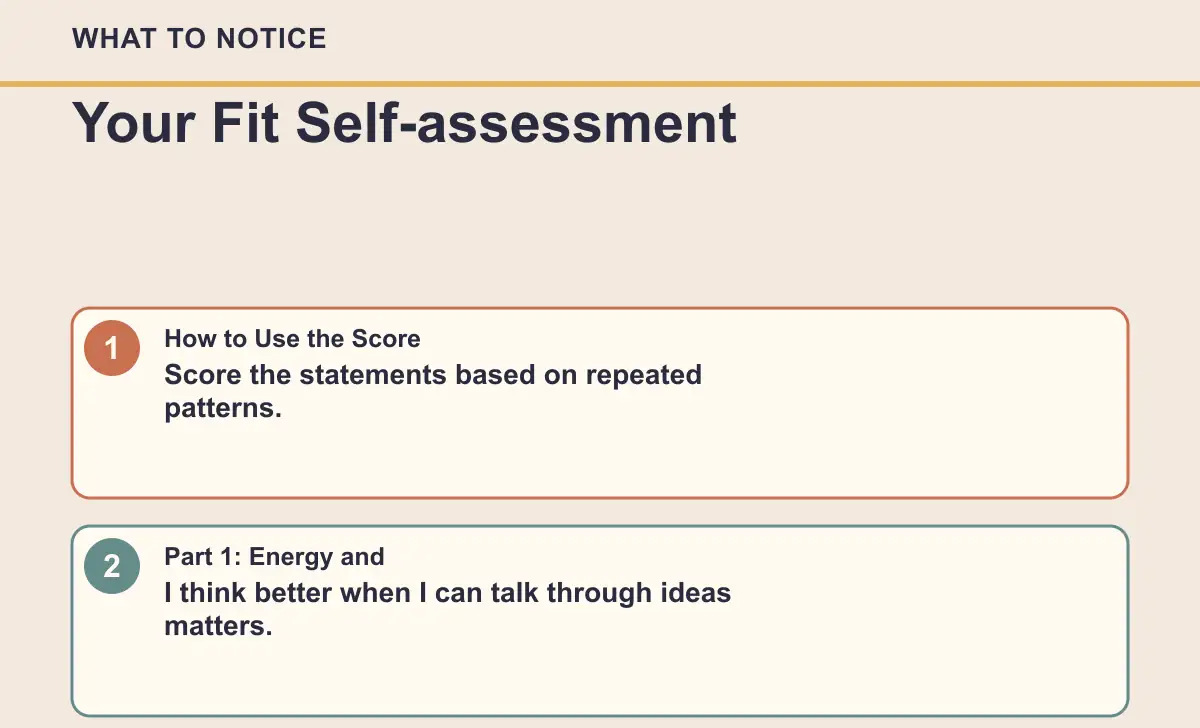 WHAT TO NOTICE
Your Fit Self-assessment
1
How to Use the Score
Score the statements based on repeated
patterns.
2
Part 1: Energy and
I think better when I can talk through ideas
matters.